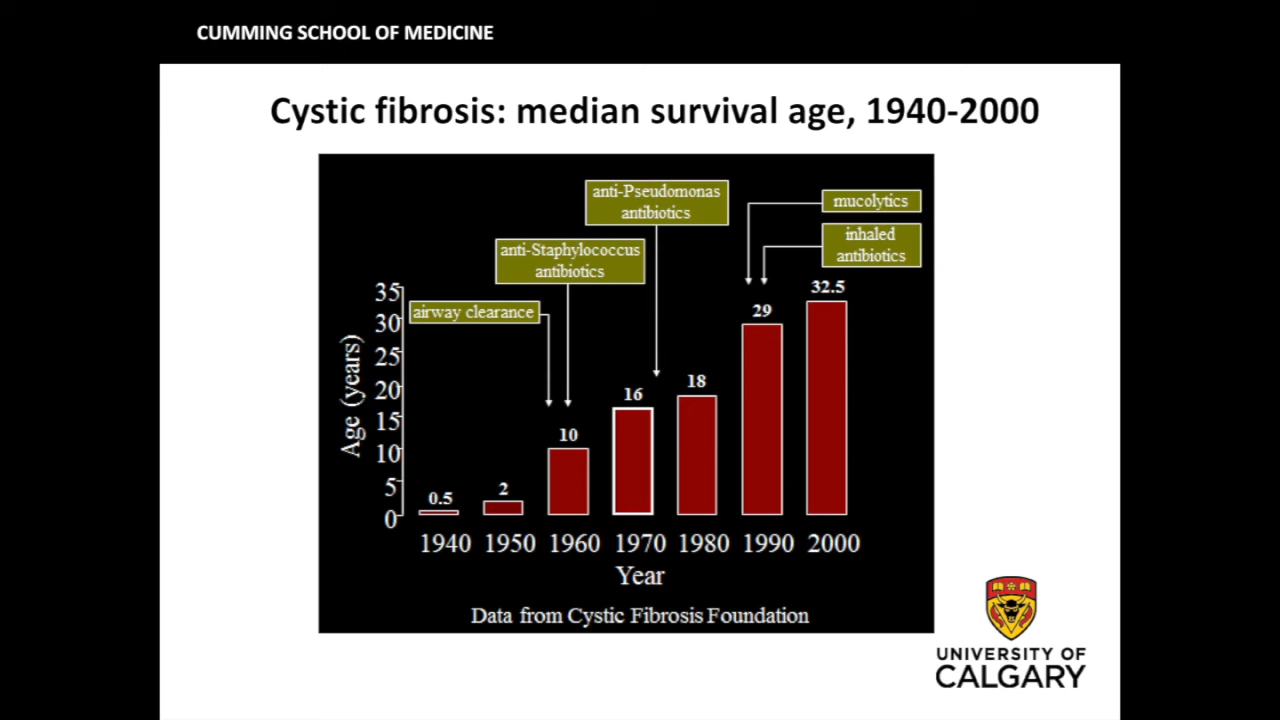 CUMMING SCHOOL OF MEDICINE
Cystic fibrosis: median survival age, 1940-2000
anti-Pseudomonas
antibiotics
mucolytics
inhaled
antibiotics
anti-Staphylococcus
antibiotics
airway clearance
Age (years)
35
30
25
20
15
10
5
0
0.5
2
10
16
18
29
32.5
1940 1950 1960 1970 1980 1990 2000
Year
Data from Cystic Fibrosis Foundation
UNIVERSITY OF
CALGARY